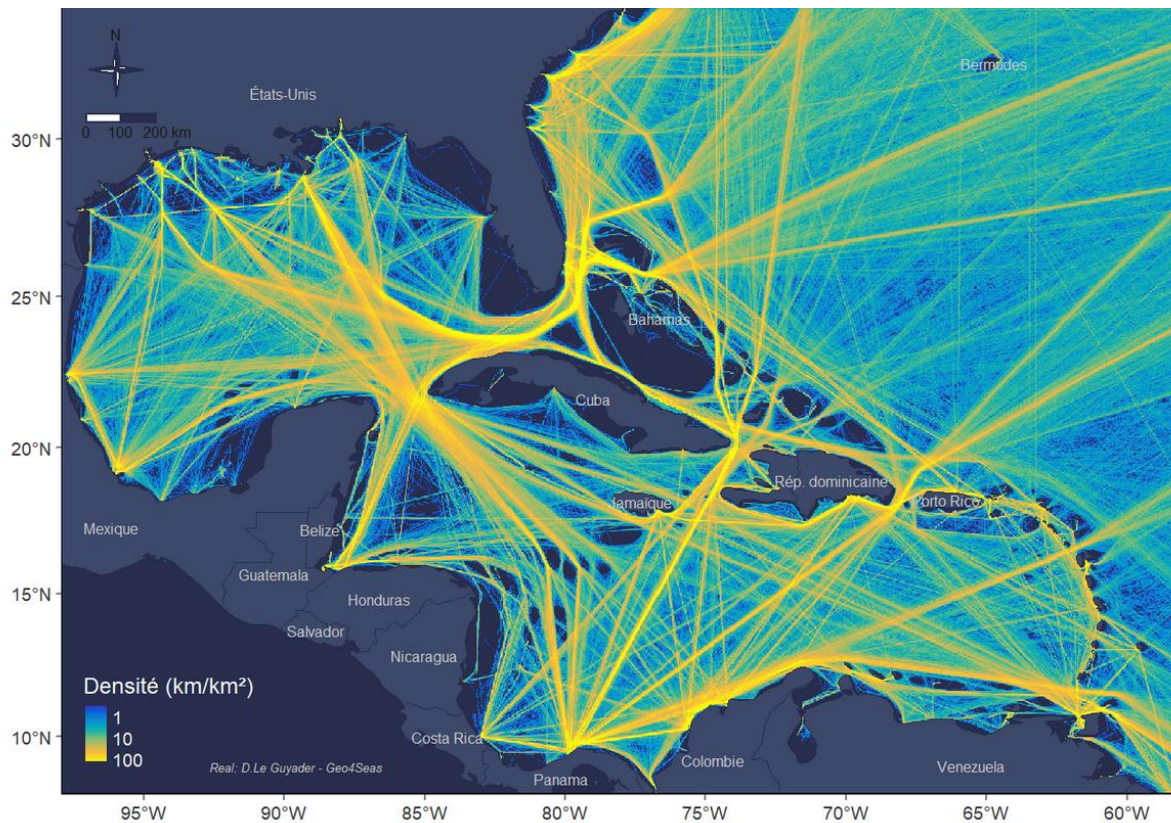 N
États-Unis
Bermudes
0 100 200 km
30°N
25°N
Bahamas
Cuba
20°N
Rép. dominicaine
Jamaïque
Porto Rico
Mexique
Belize
15°N
Guatemala
Honduras
Salvador
Nicaragua
Densité (km/km²)
1
10
100
10°N
Costa Rica
Real: D.Le Guyader - Geo4Seas
Panama
Colombie
Venezuela
95°W 90°W 85°W 80°W 75°W 70°W 65°W 60°W